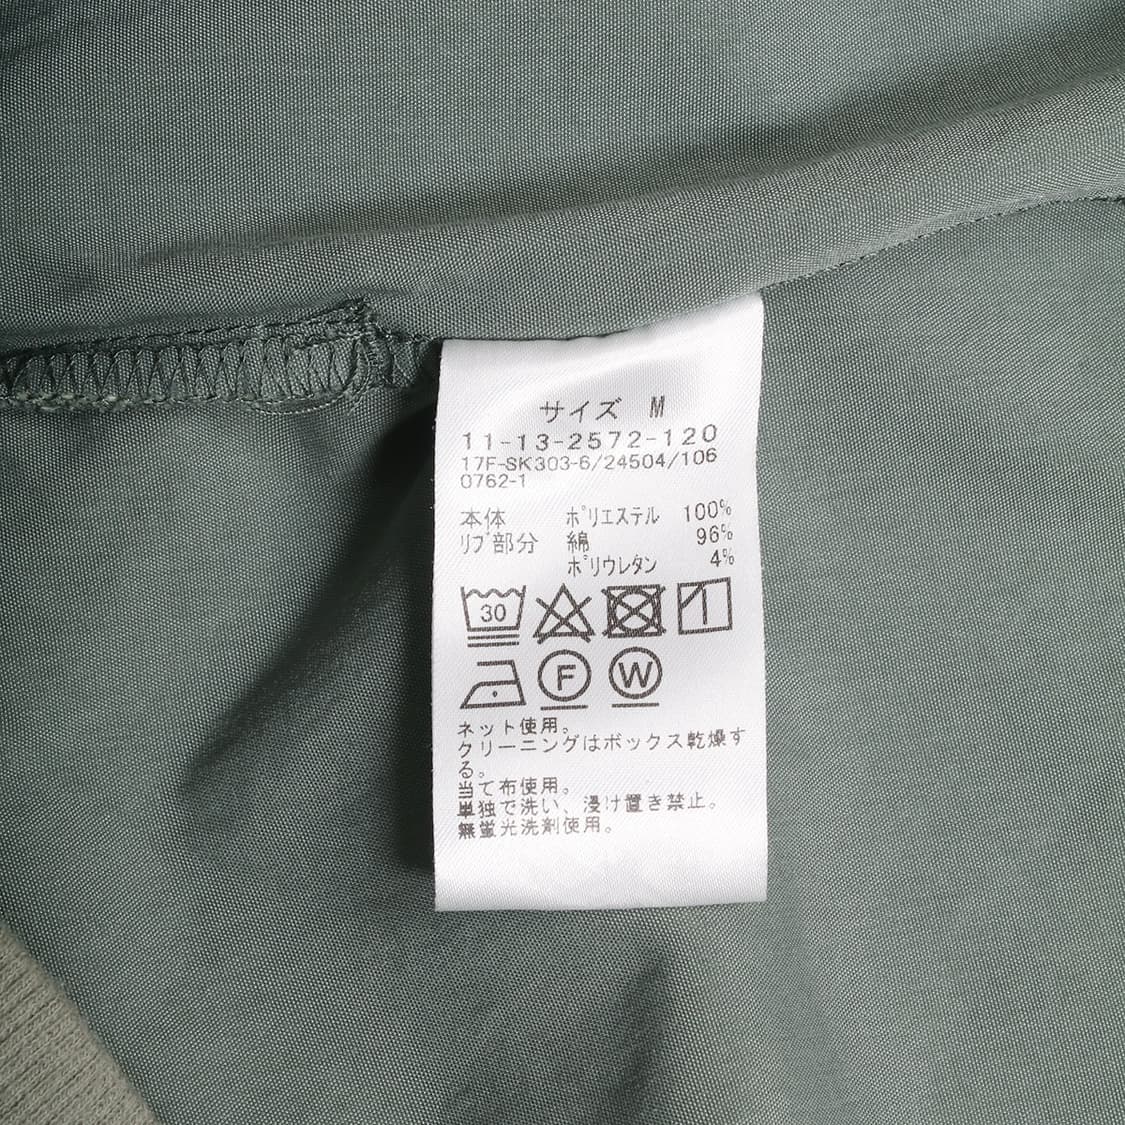 サイズ M
11-13-2572-120
17F-SK303-6/24504/106
0762-1
本体 ポリエステル 100%
リブ部分 綿 96%
ポリウレタン 4%
30
F W
ネット使用。
クリーニングはボックス乾燥す
る。
当て布使用。
単独で洗い、浸け置き禁止。
無蛍光洗剤使用。